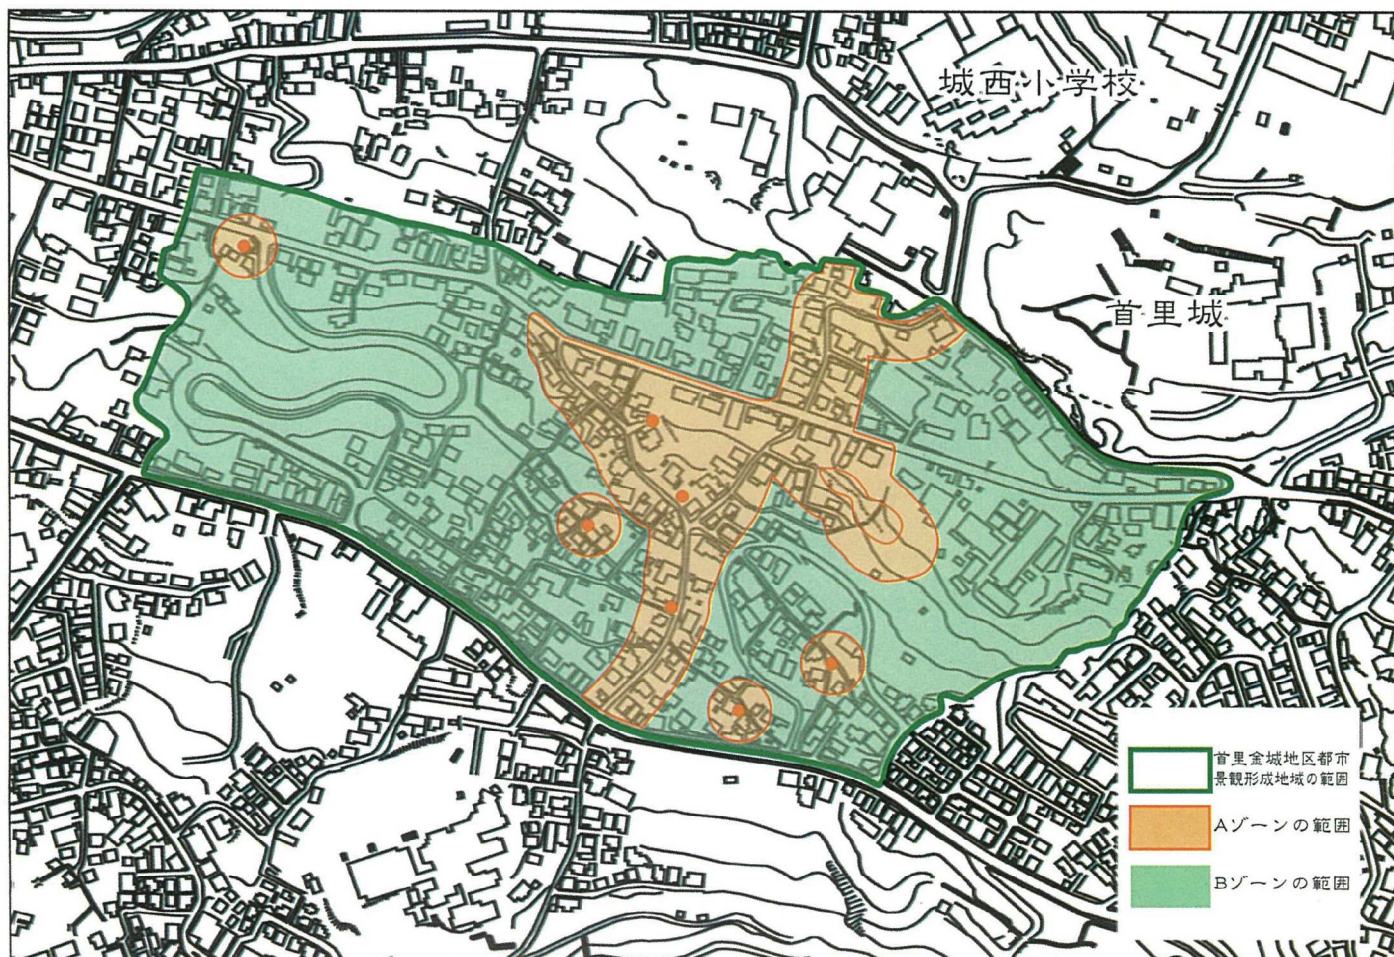 城西小学校
首里城
首里金城地区都市
景観形成地域の範囲
Aゾーンの範囲
Bゾーンの範囲